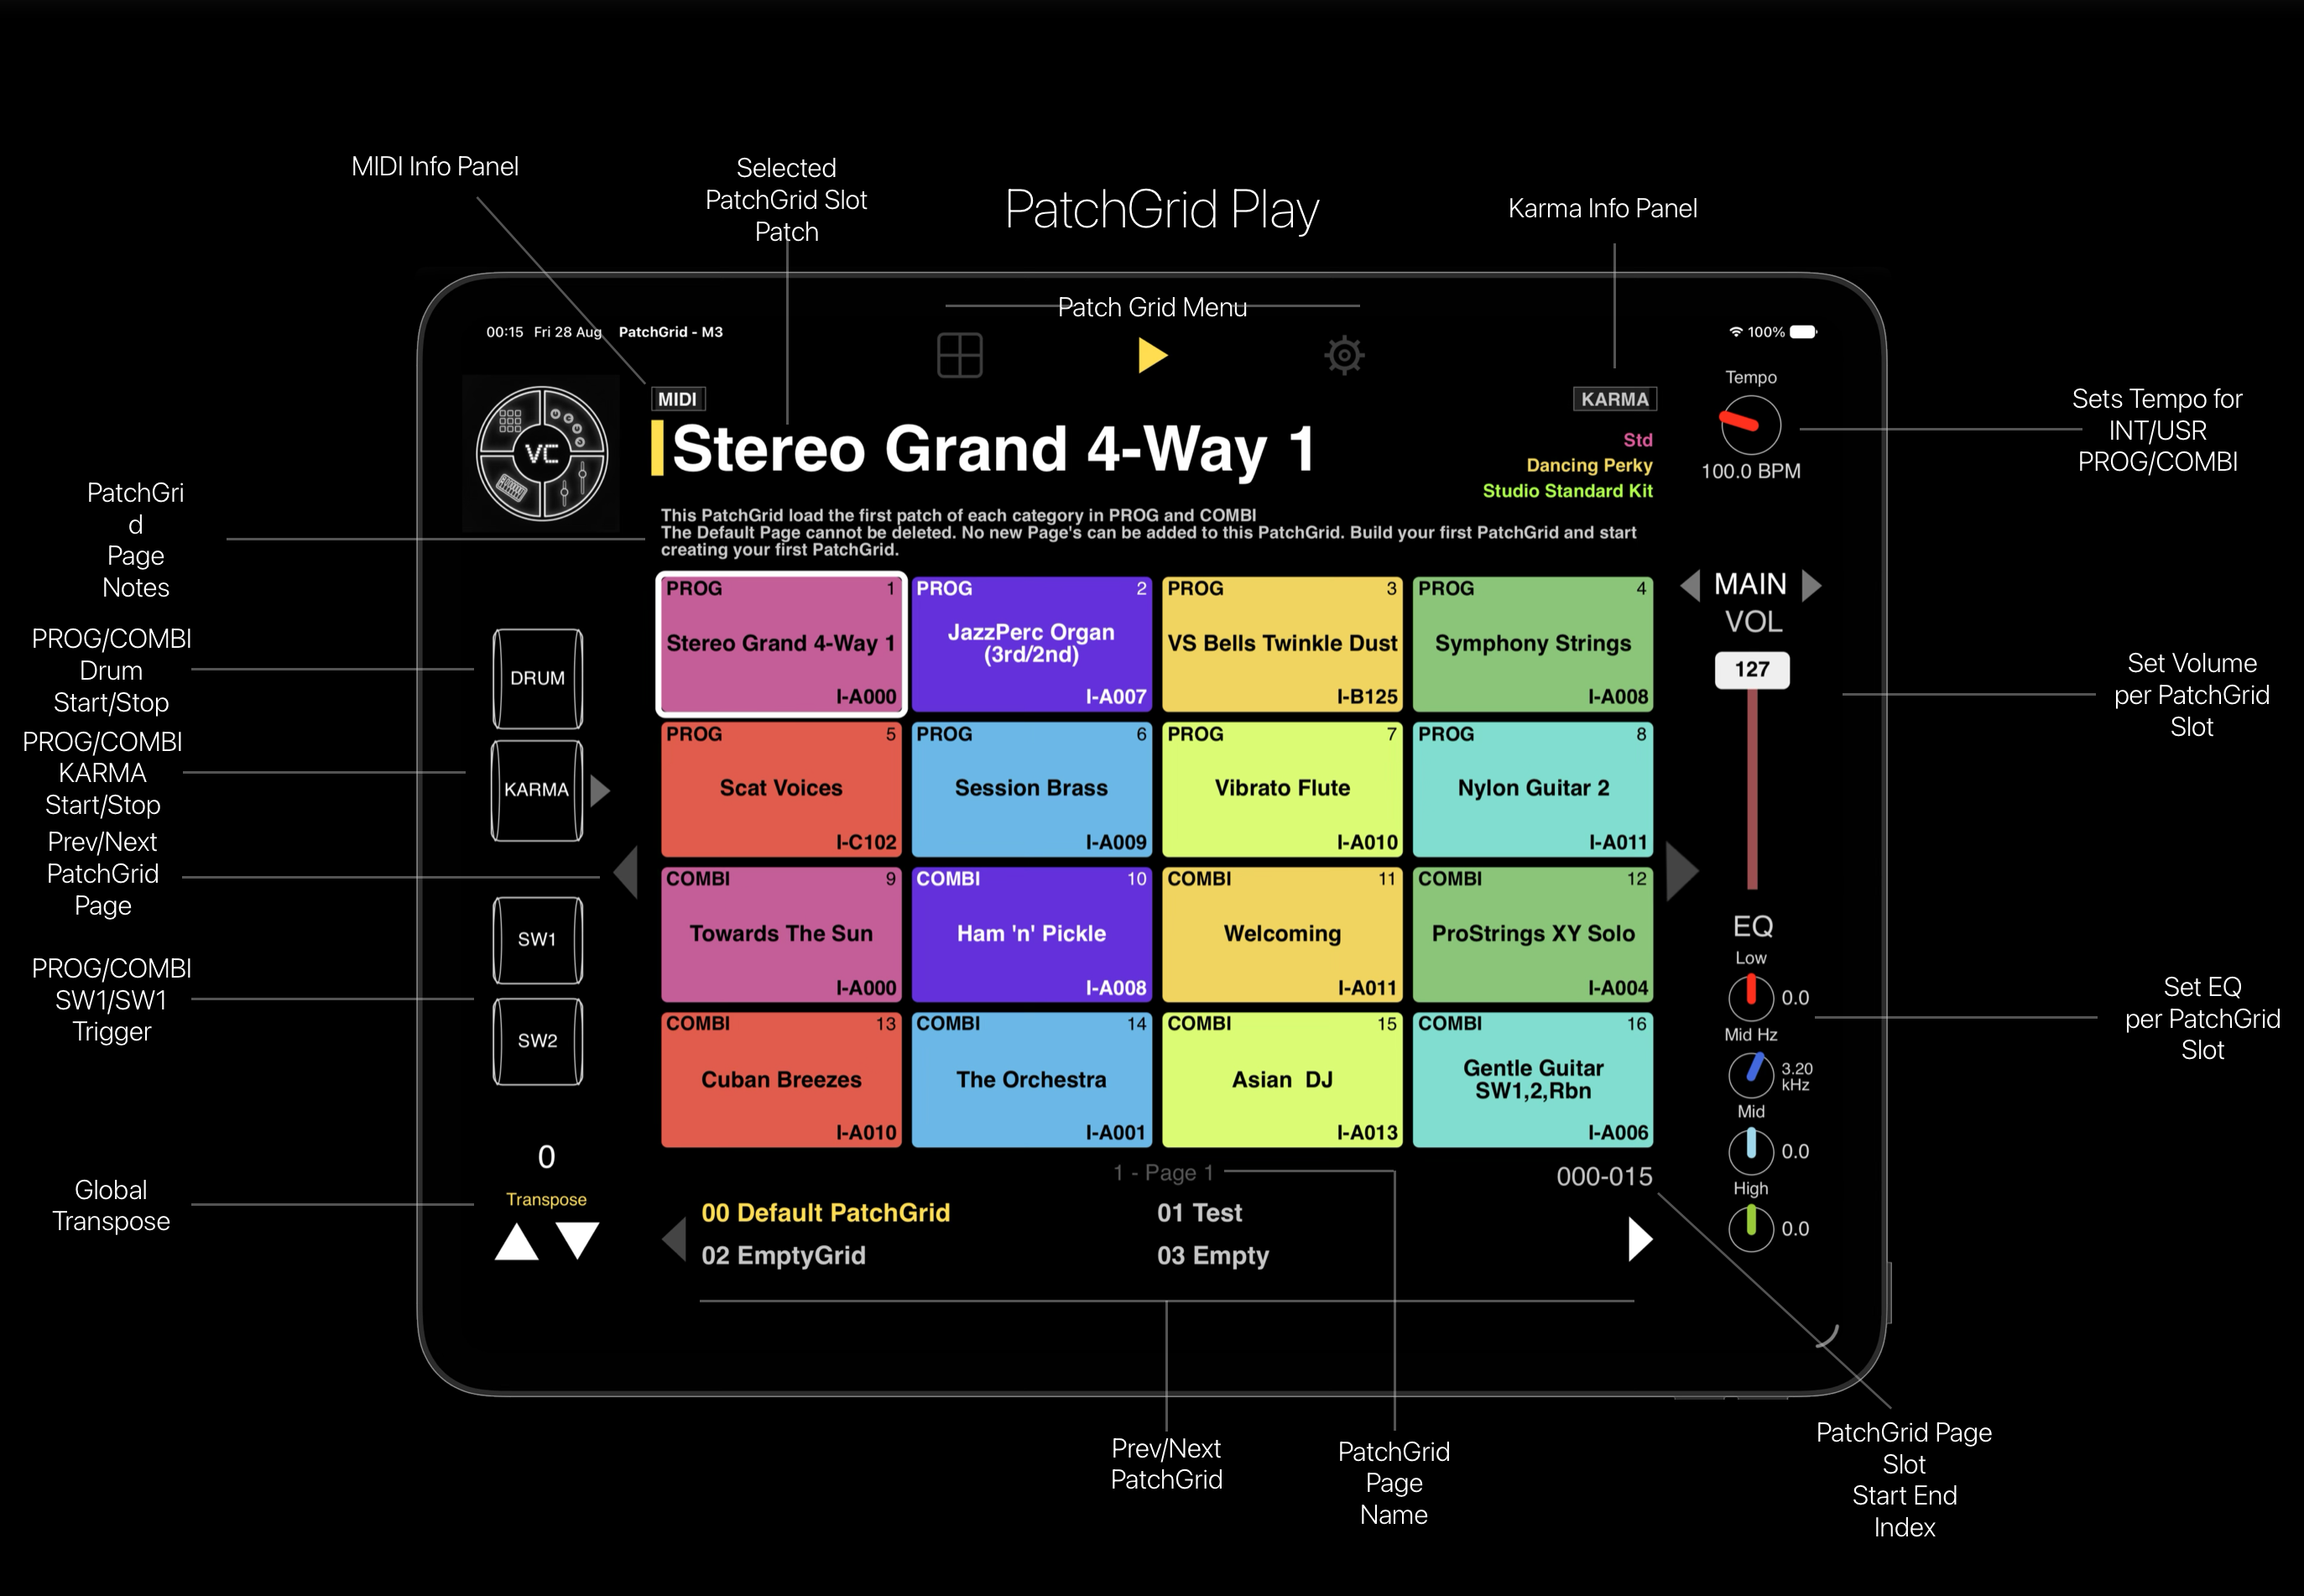 MIDI Info Panel
Selected
PatchGrid Slot
Patch
PatchGrid Play
Karma Info Panel
Patch Grid Menu
00:15 Fri 28 Aug PatchGrid - M3
100%
MIDI
Stereo Grand 4-Way 1
KARMA
Std
Dancing Perky
Studio Standard Kit
Tempo
100.0 BPM
Sets Tempo for
INT/USR
PROG/COMBI
VC
PatchGri
d
Page
Notes
This PatchGrid load the first patch of each category in PROG and COMBI
The Default Page cannot be deleted. No new Page's can be added to this PatchGrid. Build your first PatchGrid and start
creating your first PatchGrid.
PROG 1
Stereo Grand 4-Way 1
I-A000
PROG 2
JazzPerc Organ
(3rd/2nd)
I-A007
PROG 3
VS Bells Twinkle Dust
I-B125
PROG 4
Symphony Strings
I-A008
PROG 5
Scat Voices
I-C102
PROG 6
Session Brass
I-A009
PROG 7
Vibrato Flute
I-A010
PROG 8
Nylon Guitar 2
I-A011
COMBI 9
Towards The Sun
I-A000
COMBI 10
Ham 'n' Pickle
I-A008
COMBI 11
Welcoming
I-A011
COMBI 12
ProStrings XY Solo
I-A004
COMBI 13
Cuban Breezes
I-A010
COMBI 14
The Orchestra
I-A001
COMBI 15
Asian  DJ
I-A013
COMBI 16
Gentle Guitar
SW1,2,Rbn
I-A006
PROG/COMBI
Drum
Start/Stop
DRUM
PROG/COMBI
KARMA
Start/Stop
KARMA
Prev/Next
PatchGrid
Page
SW1
PROG/COMBI
SW1/SW1
Trigger
SW2
0
Transpose
Global
Transpose
MAIN
VOL
127
Set Volume
per PatchGrid
Slot
EQ
Low
0.0
Mid Hz
3.20
kHz
Mid
0.0
High
0.0
Set EQ
per PatchGrid
Slot
1 - Page 1
000-015
00 Default PatchGrid
01 Test
02 EmptyGrid
03 Empty
Prev/Next
PatchGrid
PatchGrid
Page
Name
PatchGrid Page
Slot
Start End
Index